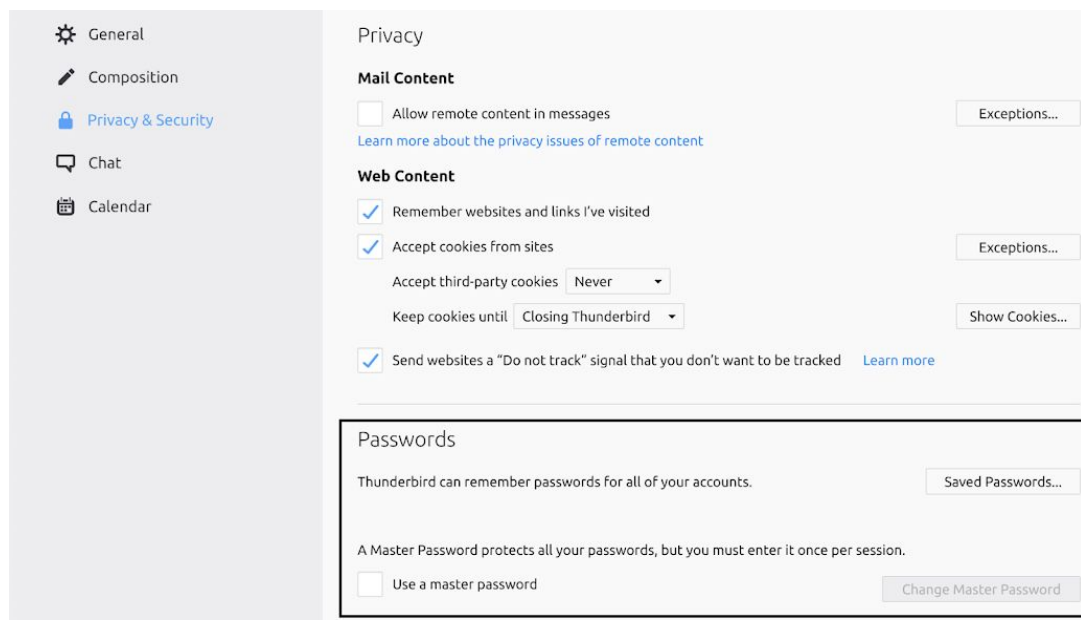 General
Composition
Privacy & Security
Chat
Calendar
Privacy
Mail Content
Allow remote content in messages
Exceptions...
Learn more about the privacy issues of remote content
Web Content
Remember websites and links I've visited
Accept cookies from sites
Exceptions...
Accept third-party cookies Never
Keep cookies until Closing Thunderbird
Show Cookies...
Send websites a “Do not track” signal that you don't want to be tracked Learn more
Passwords
Thunderbird can remember passwords for all of your accounts.
Saved Passwords...
A Master Password protects all your passwords, but you must enter it once per session.
Use a master password
Change Master Password